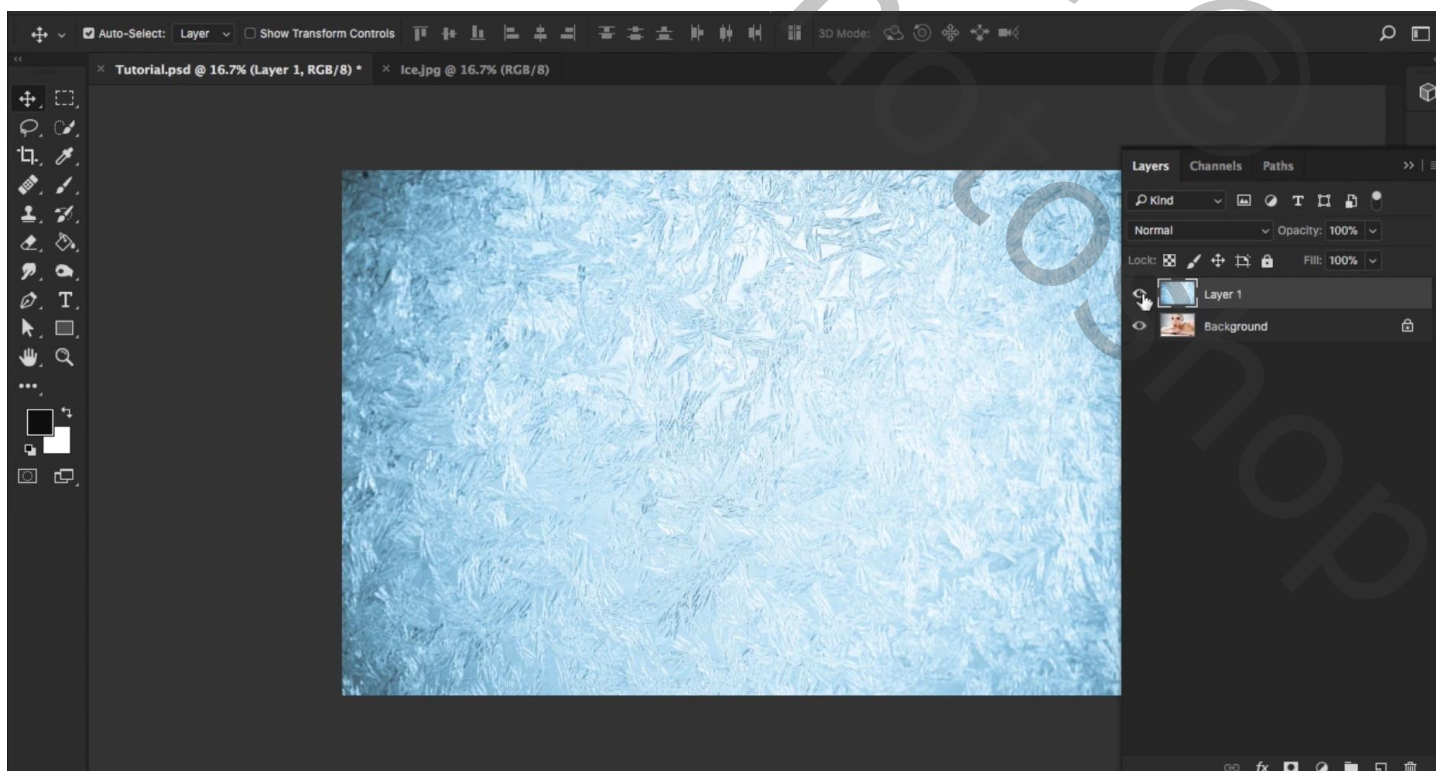 Auto-Select: Layer Show Transform Controls 3D Mode:
Tutorial.psd @ 16.7% (Layer 1, RGB/8) * Ice.jpg @ 16.7% (RGB/8)
Layers Channels Paths
Kind
Normal Opacity: 100%
Lock: Fill: 100%
Layer 1
Background
fx